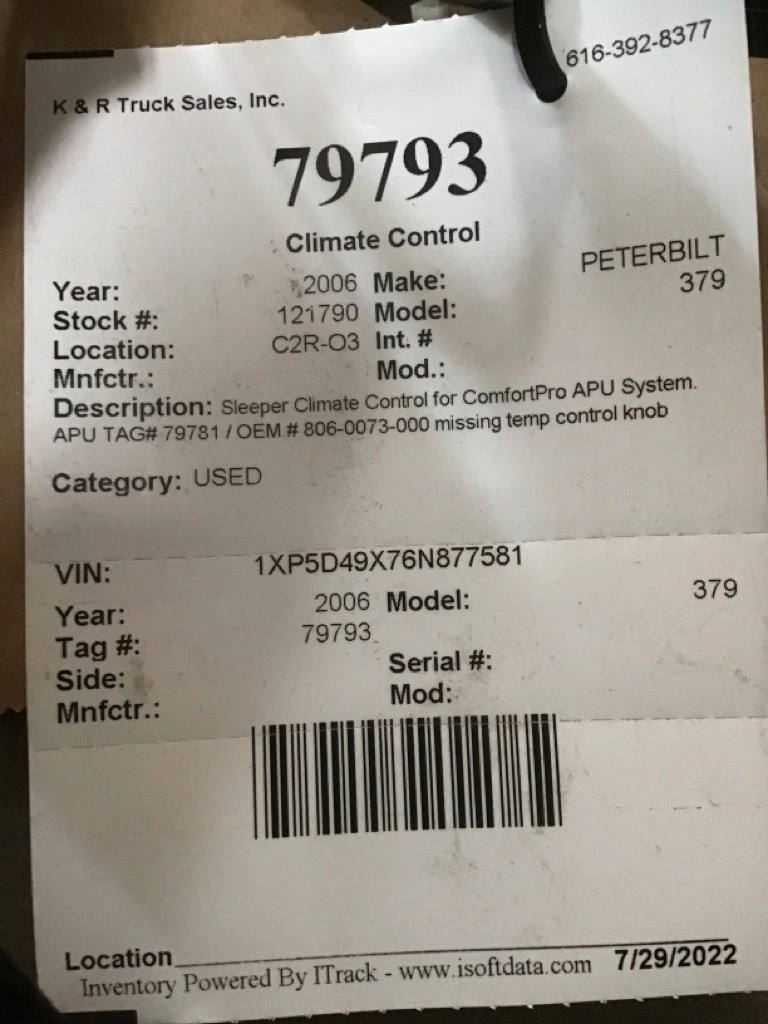 616-392-8377
K & R Truck Sales, Inc.
79793
Climate Control
Year: 2006 Make: PETERBILT
Stock #: 121790 Model: 379
Location: C2R-O3 Int. #
Mnfctr.: Mod.:
Description: Sleeper Climate Control for ComfortPro APU System.
APU TAG# 79781 / OEM # 806-0073-000 missing temp control knob
Category: USED
VIN: 1XP5D49X76N877581
Year: 2006 Model: 379
Tag #: 79793
Side: Serial #:
Mnfctr.: Mod:
Location
Inventory Powered By ITrack - www.isoftdata.com 7/29/2022